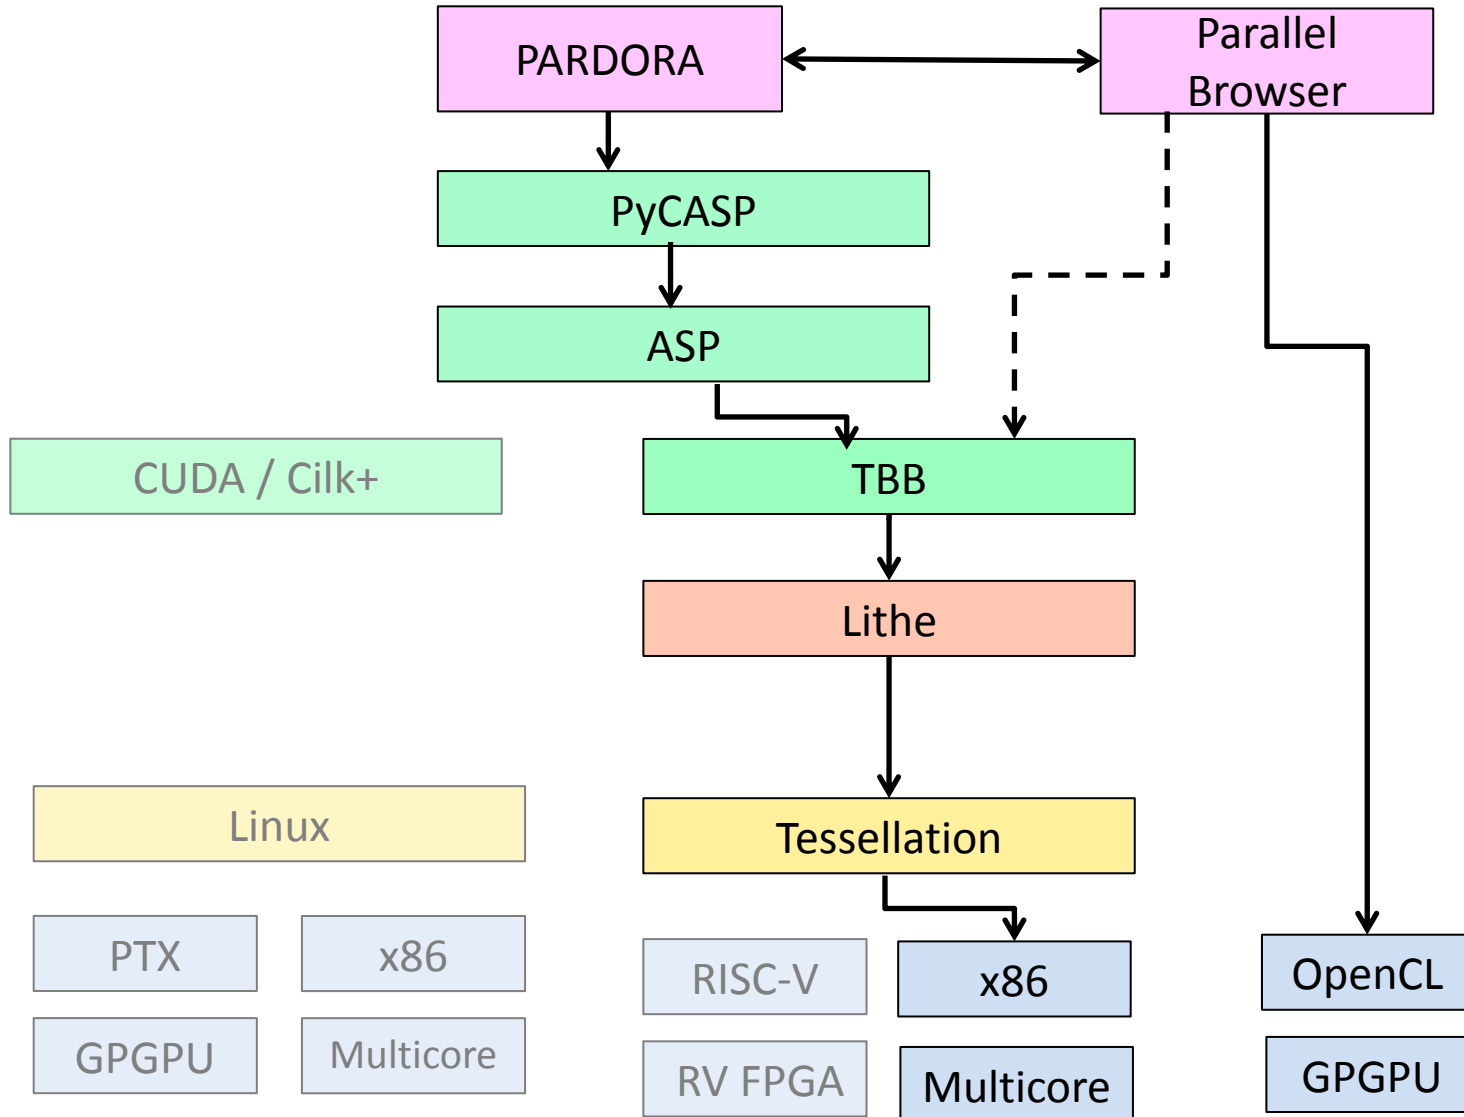 PARDORA
Parallel
Browser
PyCASP
ASP
CUDA / Cilk+
TBB
Lithe
Linux
Tessellation
PTX
x86
RISC-V
x86
OpenCL
GPGPU
Multicore
RV FPGA
Multicore
GPGPU